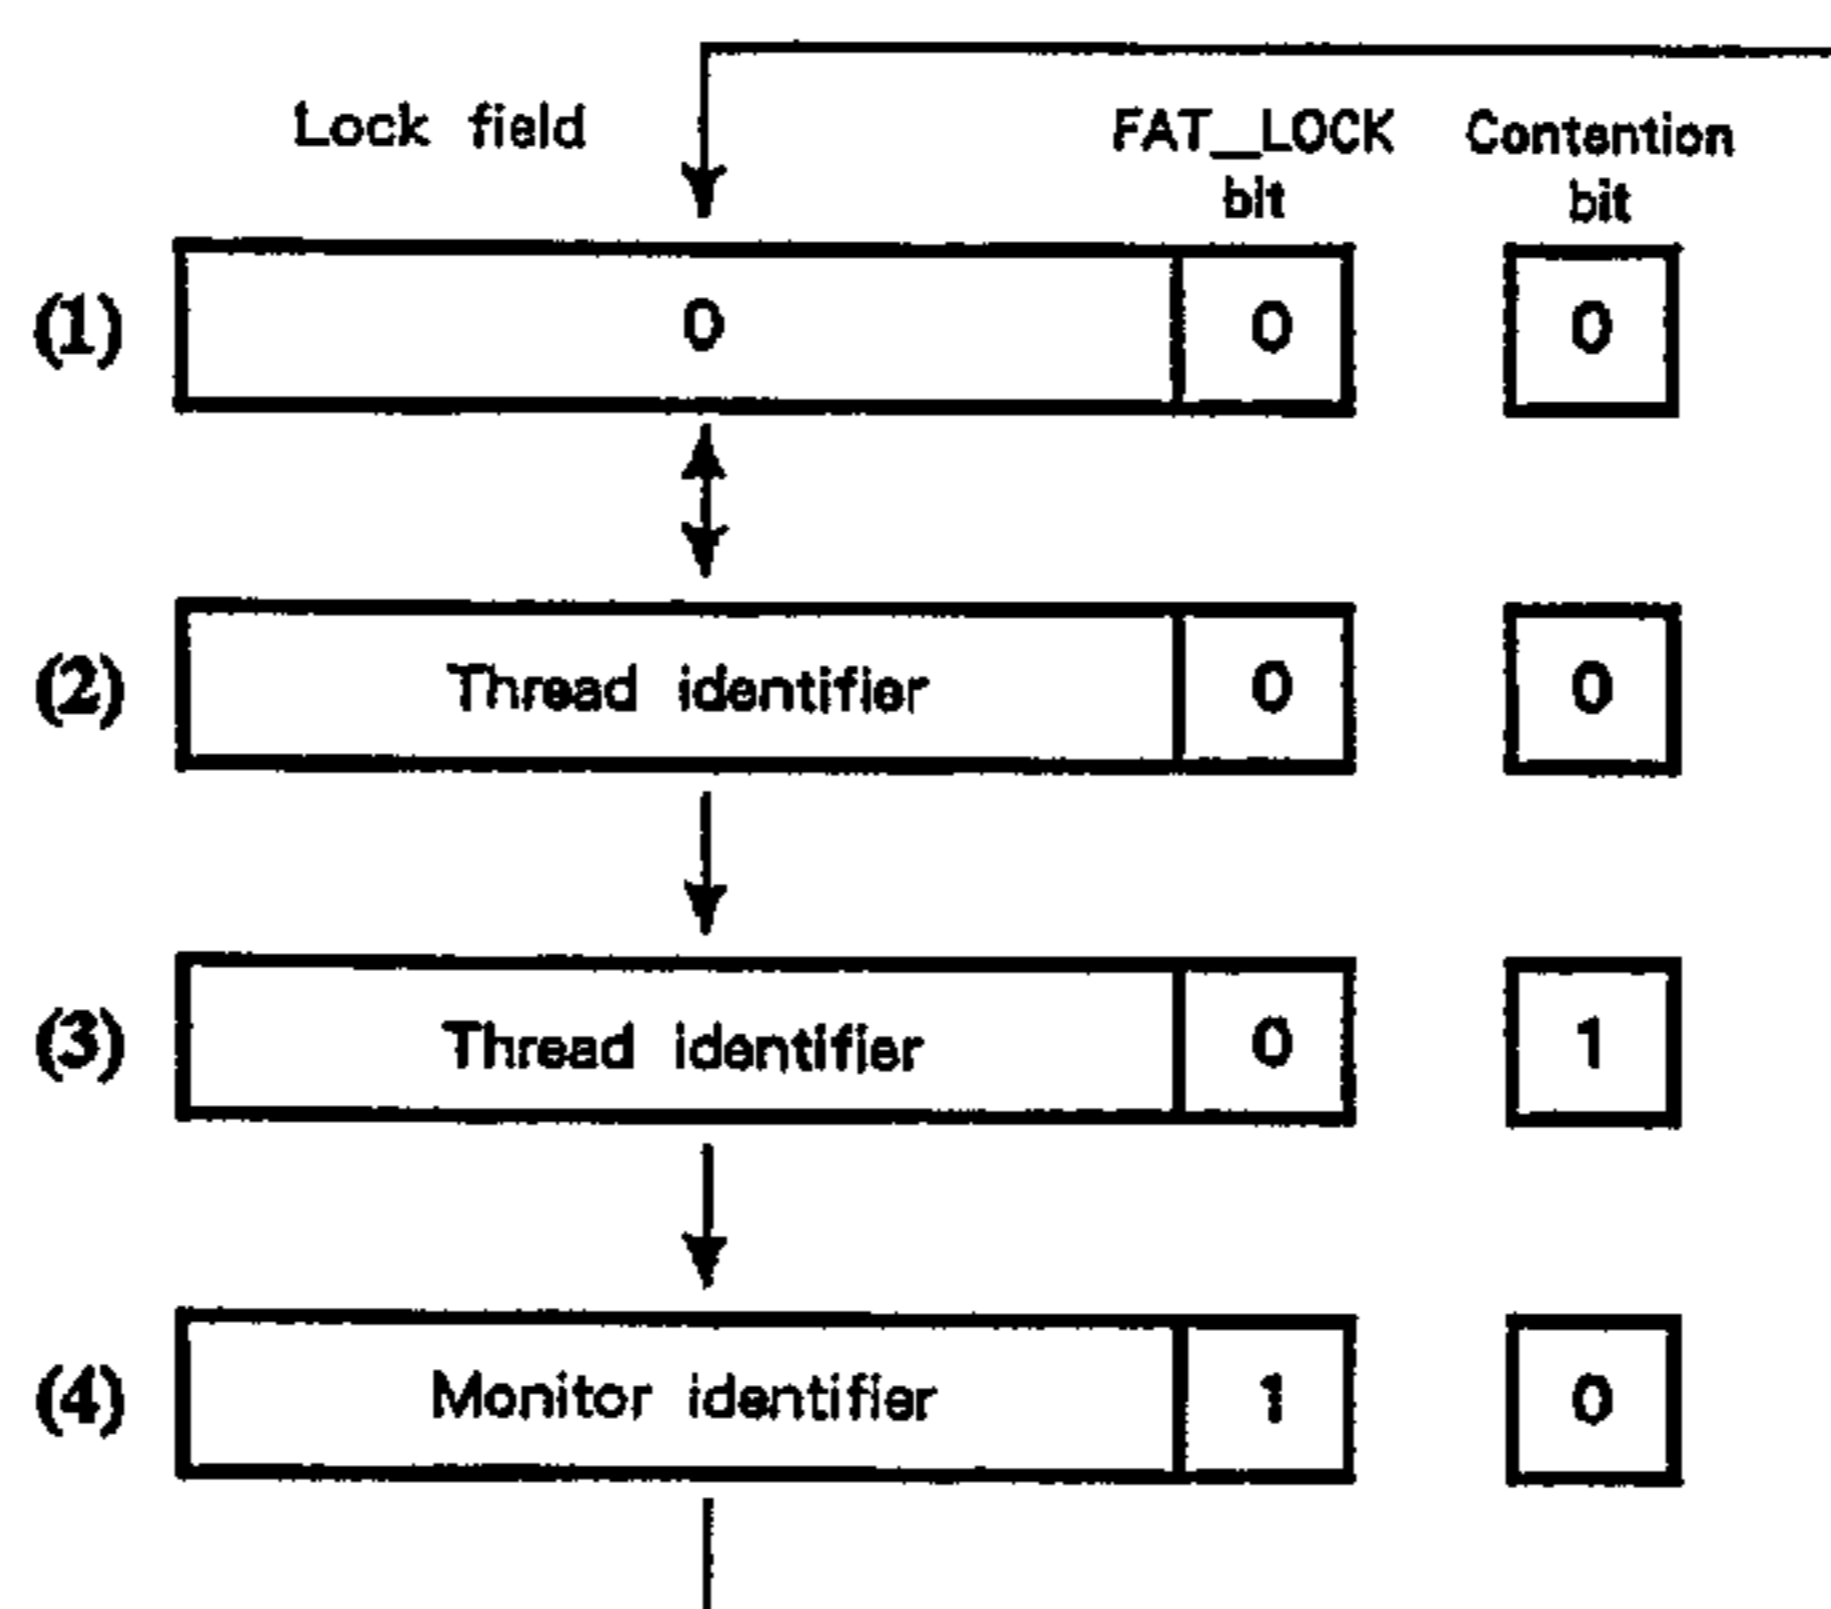 Lock field
FAT_LOCK bit
Contention bit
(1) 0 0 0
(2) Thread identifier 0 0
(3) Thread identifier 0 1
(4) Monitor identifier 1 0